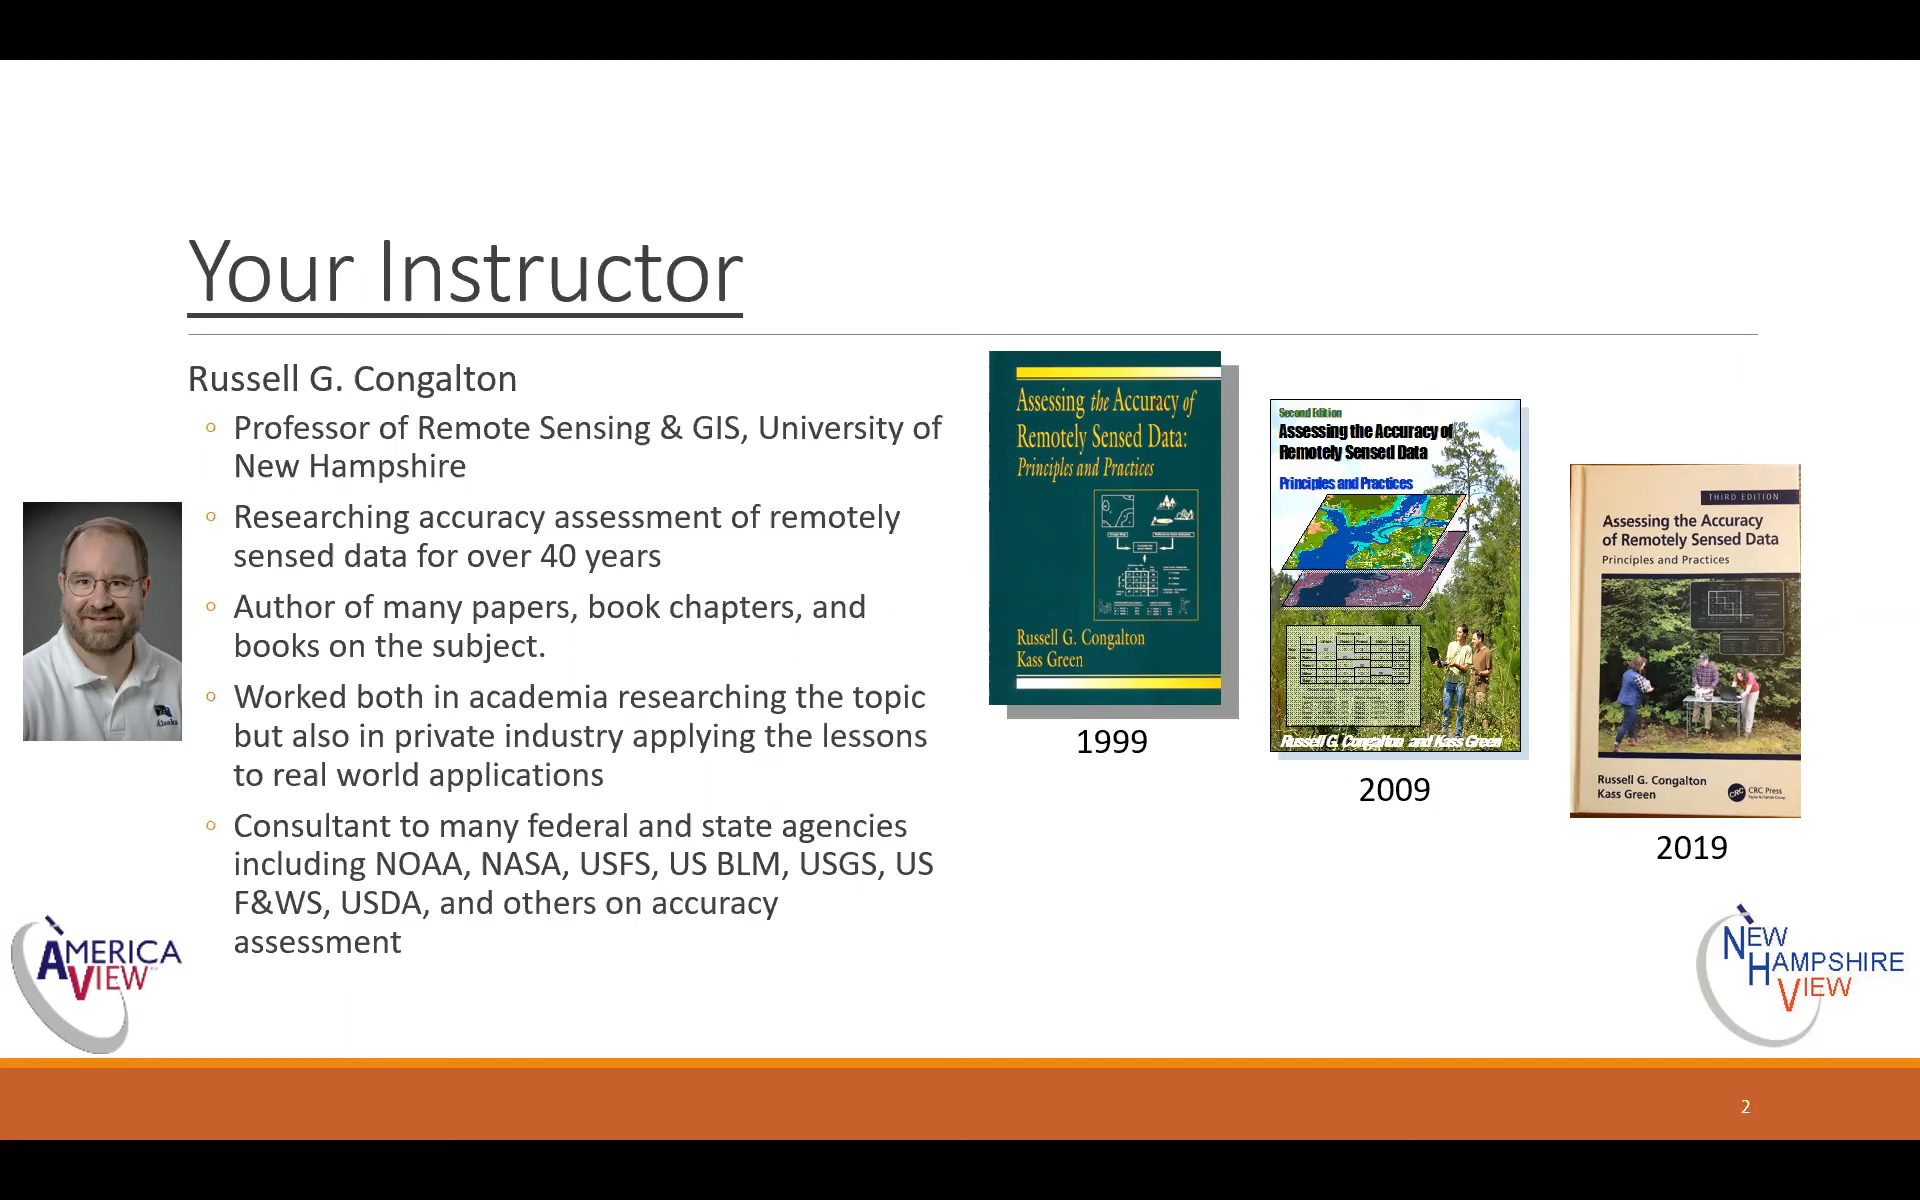 Your Instructor
Russell G. Congalton
◦ Professor of Remote Sensing & GIS, University of
New Hampshire
◦ Researching accuracy assessment of remotely
sensed data for over 40 years
◦ Author of many papers, book chapters, and
books on the subject.
◦ Worked both in academia researching the topic
but also in private industry applying the lessons
to real world applications
◦ Consultant to many federal and state agencies
including NOAA, NASA, USFS, US BLM, USGS, US
F&WS, USDA, and others on accuracy
assessment
Alaska
Assessing the Accuracy of
Remotely Sensed Data:
Principles and Practices
Russell G. Congalton
Kass Green
1999
Second Edition
Assessing the Accuracy of
Remotely Sensed Data
Principles and Practices
Russell G. Congalton and Kass Green
2009
THIRD EDITION
Assessing the Accuracy
of Remotely Sensed Data
Principles and Practices
Russell G. Congalton
Kass Green
CRC CRC Press
Taylor & Francis Group
2019
AMERICA
VIEW
NEW
HAMPSHIRE
VIEW
2